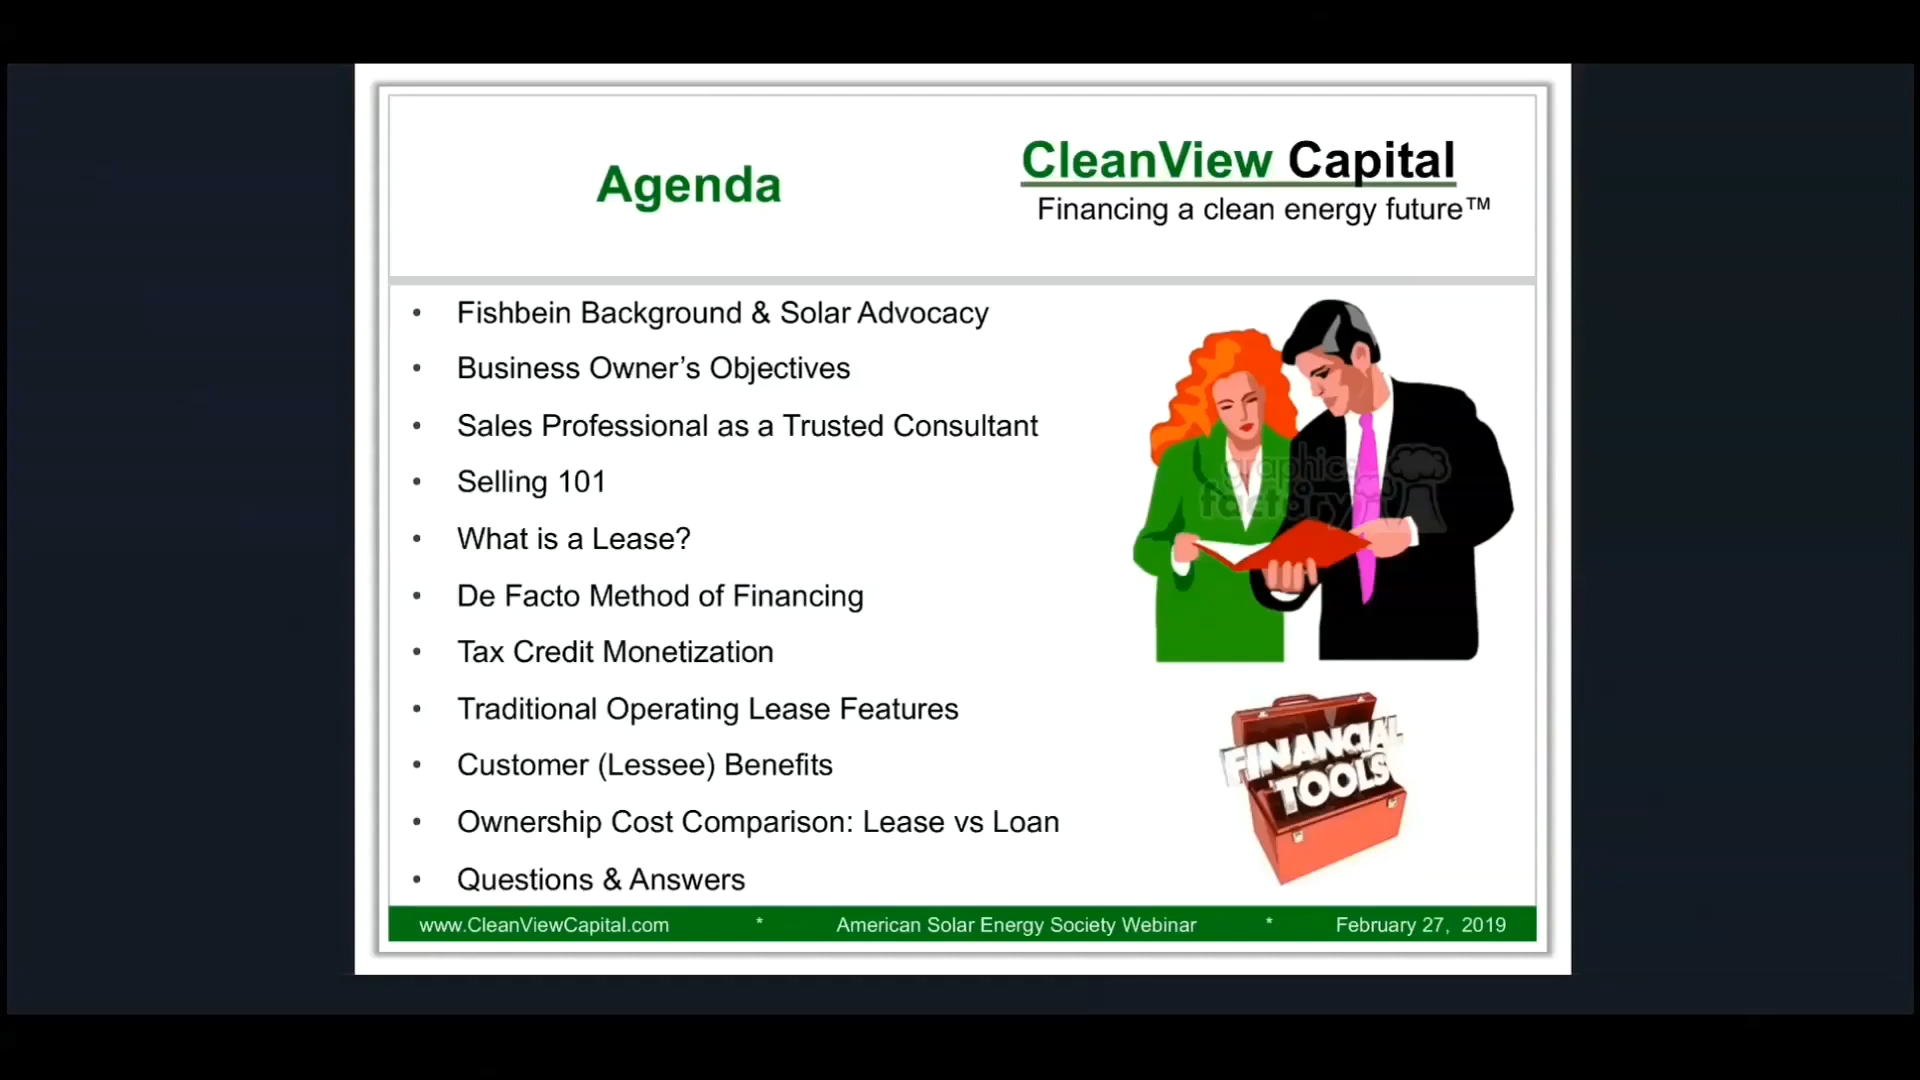 Agenda
CleanView Capital
Financing a clean energy future™
• Fishbein Background & Solar Advocacy
• Business Owner’s Objectives
• Sales Professional as a Trusted Consultant
• Selling 101
• What is a Lease?
• De Facto Method of Financing
• Tax Credit Monetization
• Traditional Operating Lease Features
• Customer (Lessee) Benefits
• Ownership Cost Comparison: Lease vs Loan
• Questions & Answers
graphics
factory
FINANCIAL
TOOLS
www.CleanViewCapital.com * American Solar Energy Society Webinar * February 27, 2019